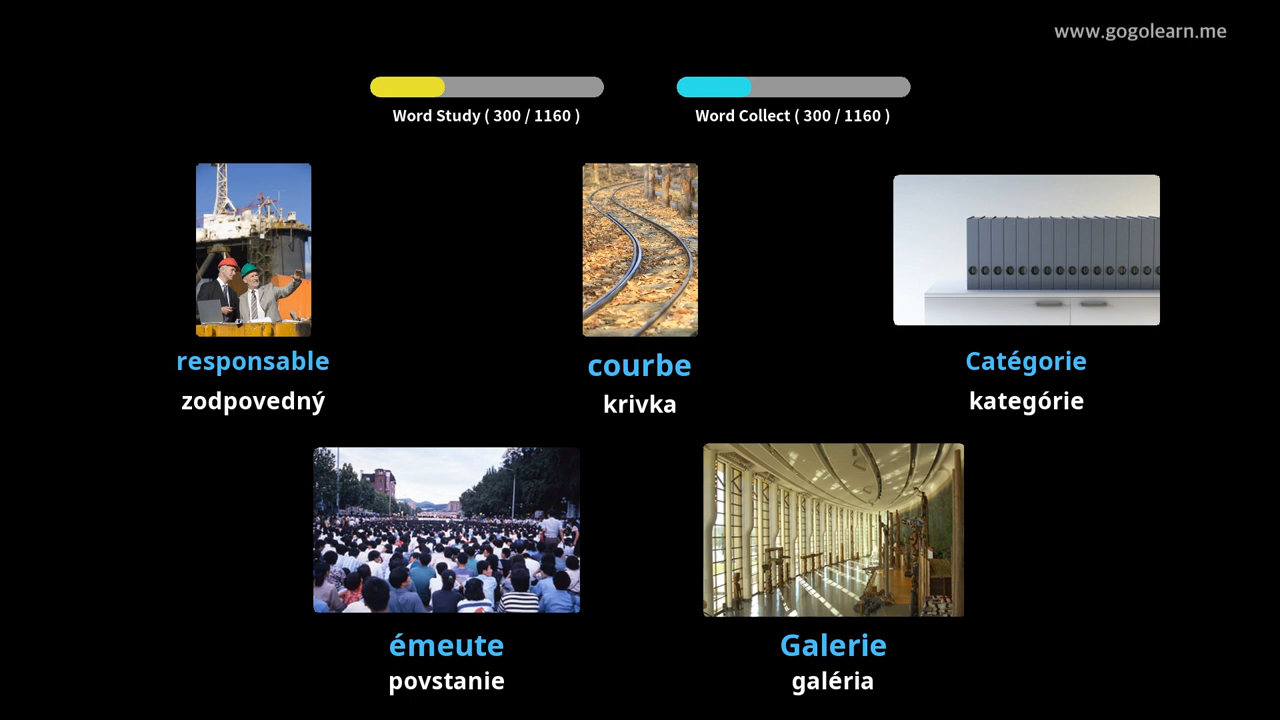 www.gogolearn.me
Word Study ( 300 / 1160 )
Word Collect ( 300 / 1160 )
responsable
zodpovedný
courbe
krivka
Catégorie
kategórie
émeute
povstanie
Galerie
galéria